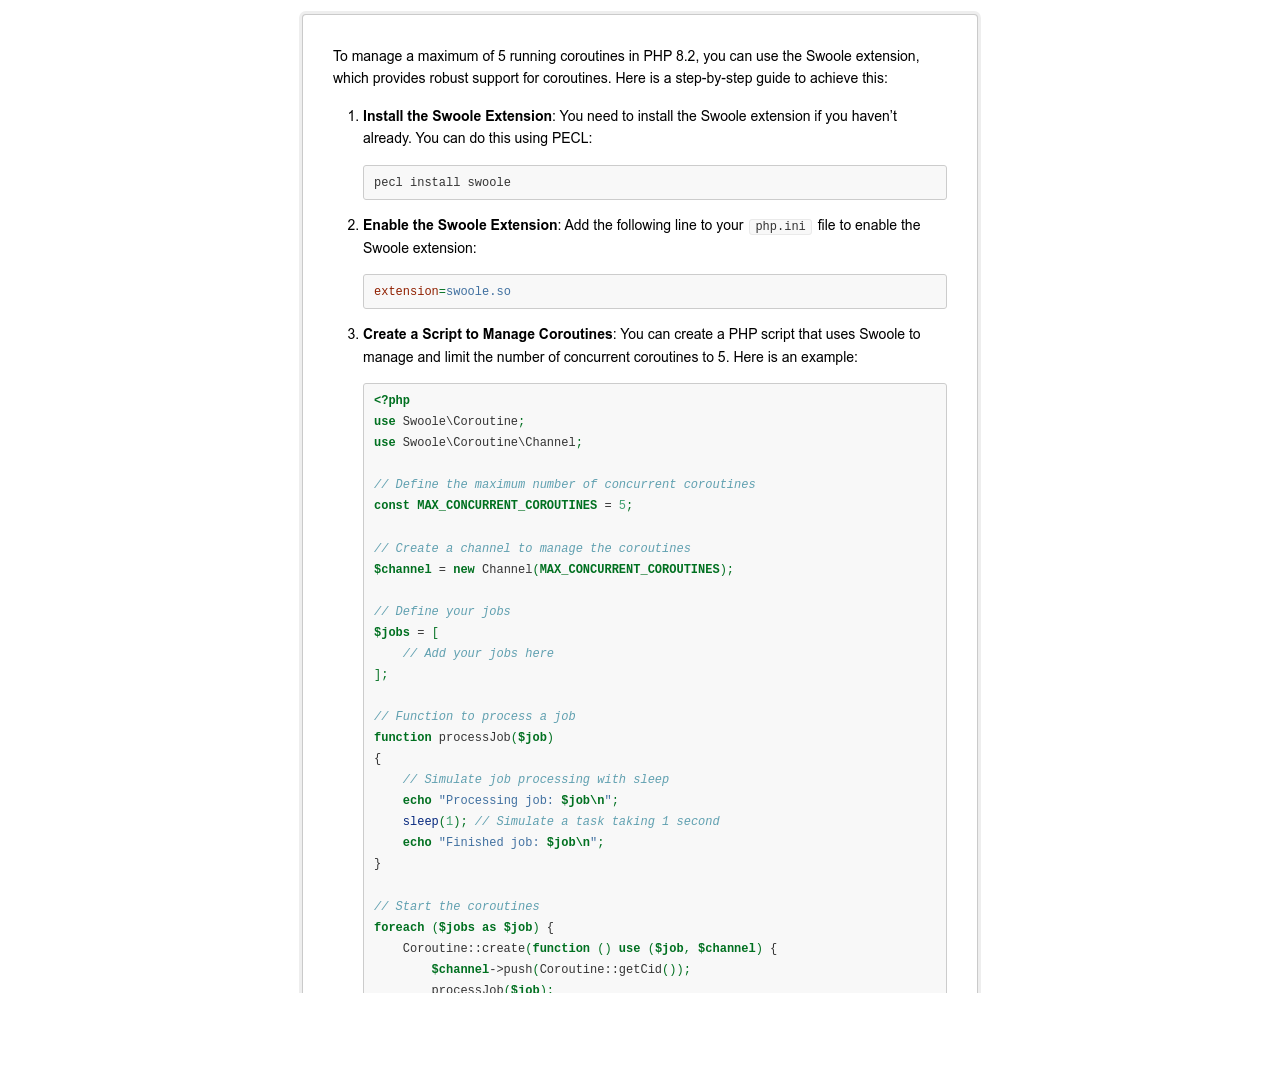 To manage a maximum of 5 running coroutines in PHP 8.2, you can use the Swoole extension,
which provides robust support for coroutines. Here is a step-by-step guide to achieve this:
1. Install the Swoole Extension: You need to install the Swoole extension if you haven’t
already. You can do this using PECL:
pecl install swoole
2. Enable the Swoole Extension: Add the following line to your php.ini file to enable the
Swoole extension:
extension=swoole.so
3. Create a Script to Manage Coroutines: You can create a PHP script that uses Swoole to
manage and limit the number of concurrent coroutines to 5. Here is an example:
<?php
use Swoole\Coroutine;
use Swoole\Coroutine\Channel;
// Define the maximum number of concurrent coroutines
const MAX_CONCURRENT_COROUTINES = 5;
// Create a channel to manage the coroutines
$channel = new Channel(MAX_CONCURRENT_COROUTINES);
// Define your jobs
$jobs = [
    // Add your jobs here
];
// Function to process a job
function processJob($job)
{
    // Simulate job processing with sleep
    echo "Processing job: $job\n";
    sleep(1); // Simulate a task taking 1 second
    echo "Finished job: $job\n";
}
// Start the coroutines
foreach ($jobs as $job) {
    Coroutine::create(function () use ($job, $channel) {
        $channel->push(Coroutine::getCid());
        processJob($job);